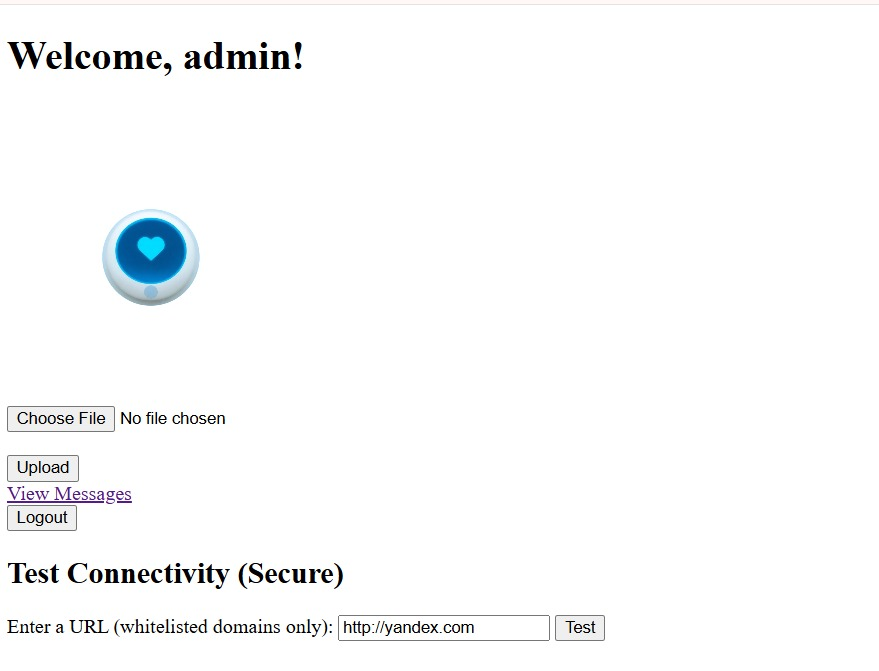 Welcome, admin!
Choose File No file chosen
Upload
View Messages
Logout
Test Connectivity (Secure)
Enter a URL (whitelisted domains only): http://yandex.com Test